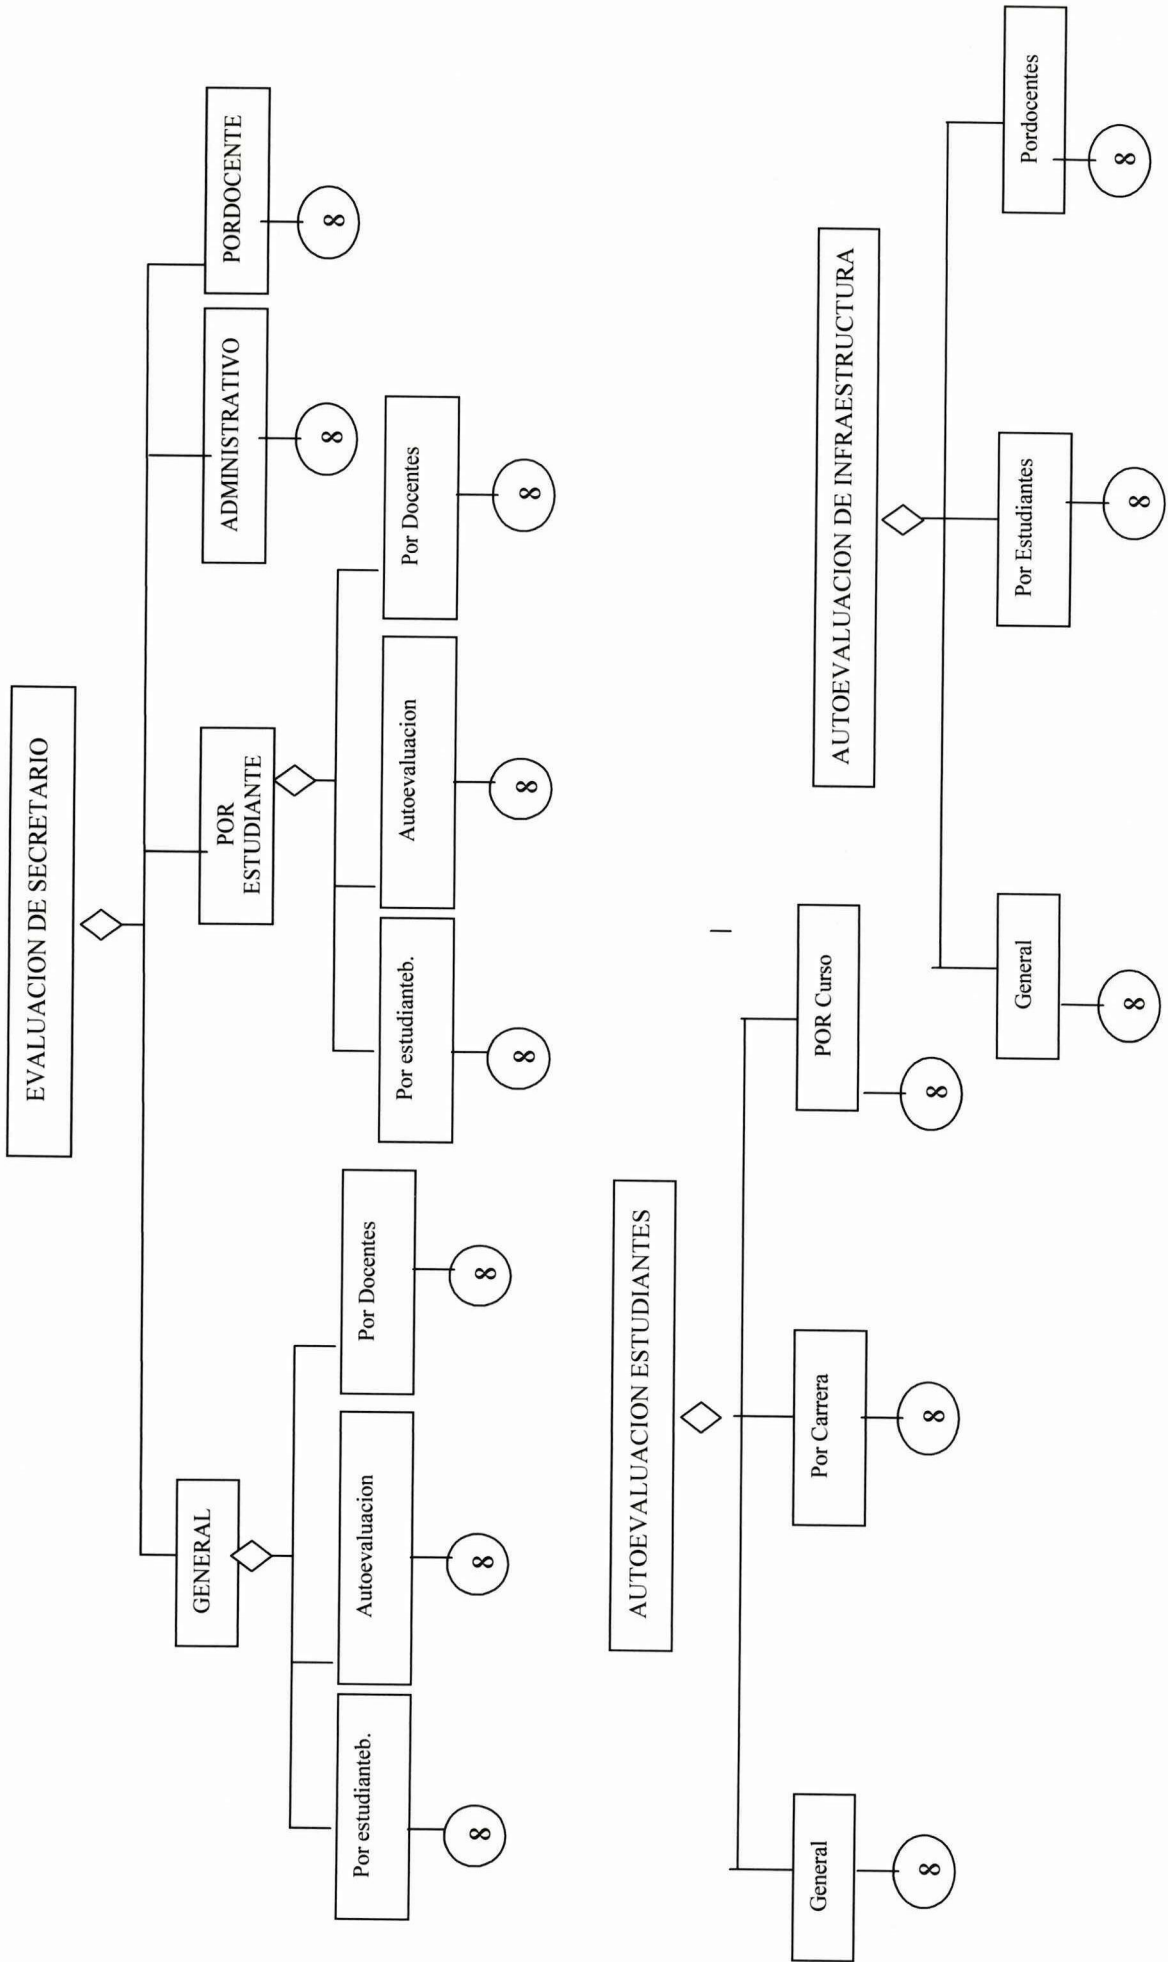 EVALUACION DE SECRETARIO
GENERAL
POR
ESTUDIANTE
ADMINISTRATIVO
PORDOCENTE
8
8
Por estudianteb.
Autoevaluacion
Por Docentes
8
8
8
Por estudianteb.
Autoevaluacion
Por Docentes
8
8
8
AUTOEVALUACION ESTUDIANTES
General
Por Carrera
POR Curso
8
8
8
AUTOEVALUACION DE INFRAESTRUCTURA
General
Por Estudiantes
Pordocentes
8
8
8